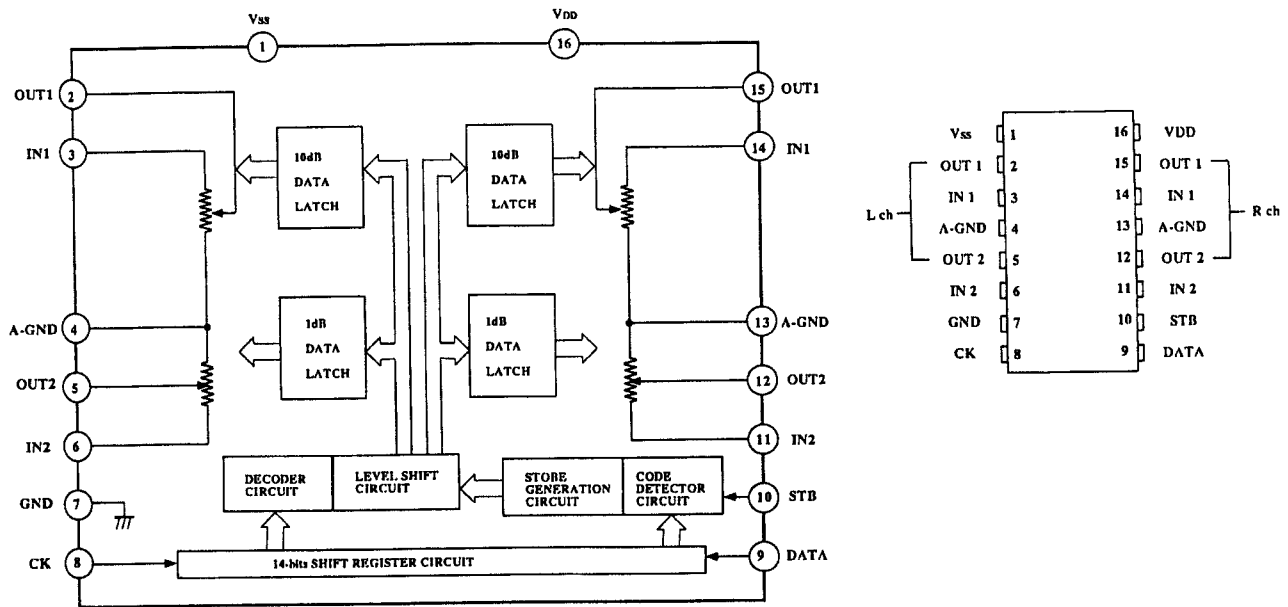 Vss
VDD
1
16
OUT1 2
15 OUT1
IN1 3
14 IN1
10dB
DATA
LATCH
10dB
DATA
LATCH
A-GND 4
13 A-GND
1dB
DATA
LATCH
1dB
DATA
LATCH
OUT2 5
12 OUT2
IN2 6
11 IN2
DECODER
CIRCUIT
LEVEL SHIFT
CIRCUIT
STOBE
GENERATION
CIRCUIT
CODE
DETECTOR
CIRCUIT
GND 7
10 STB
CK 8
14-bits SHIFT REGISTER CIRCUIT
9 DATA
Vss 1 16 VDD
OUT 1 2 15 OUT 1
IN 1 3 14 IN 1
L ch
R ch
A-GND 4 13 A-GND
OUT 2 5 12 OUT 2
IN 2 6 11 IN 2
GND 7 10 STB
CK 8 9 DATA